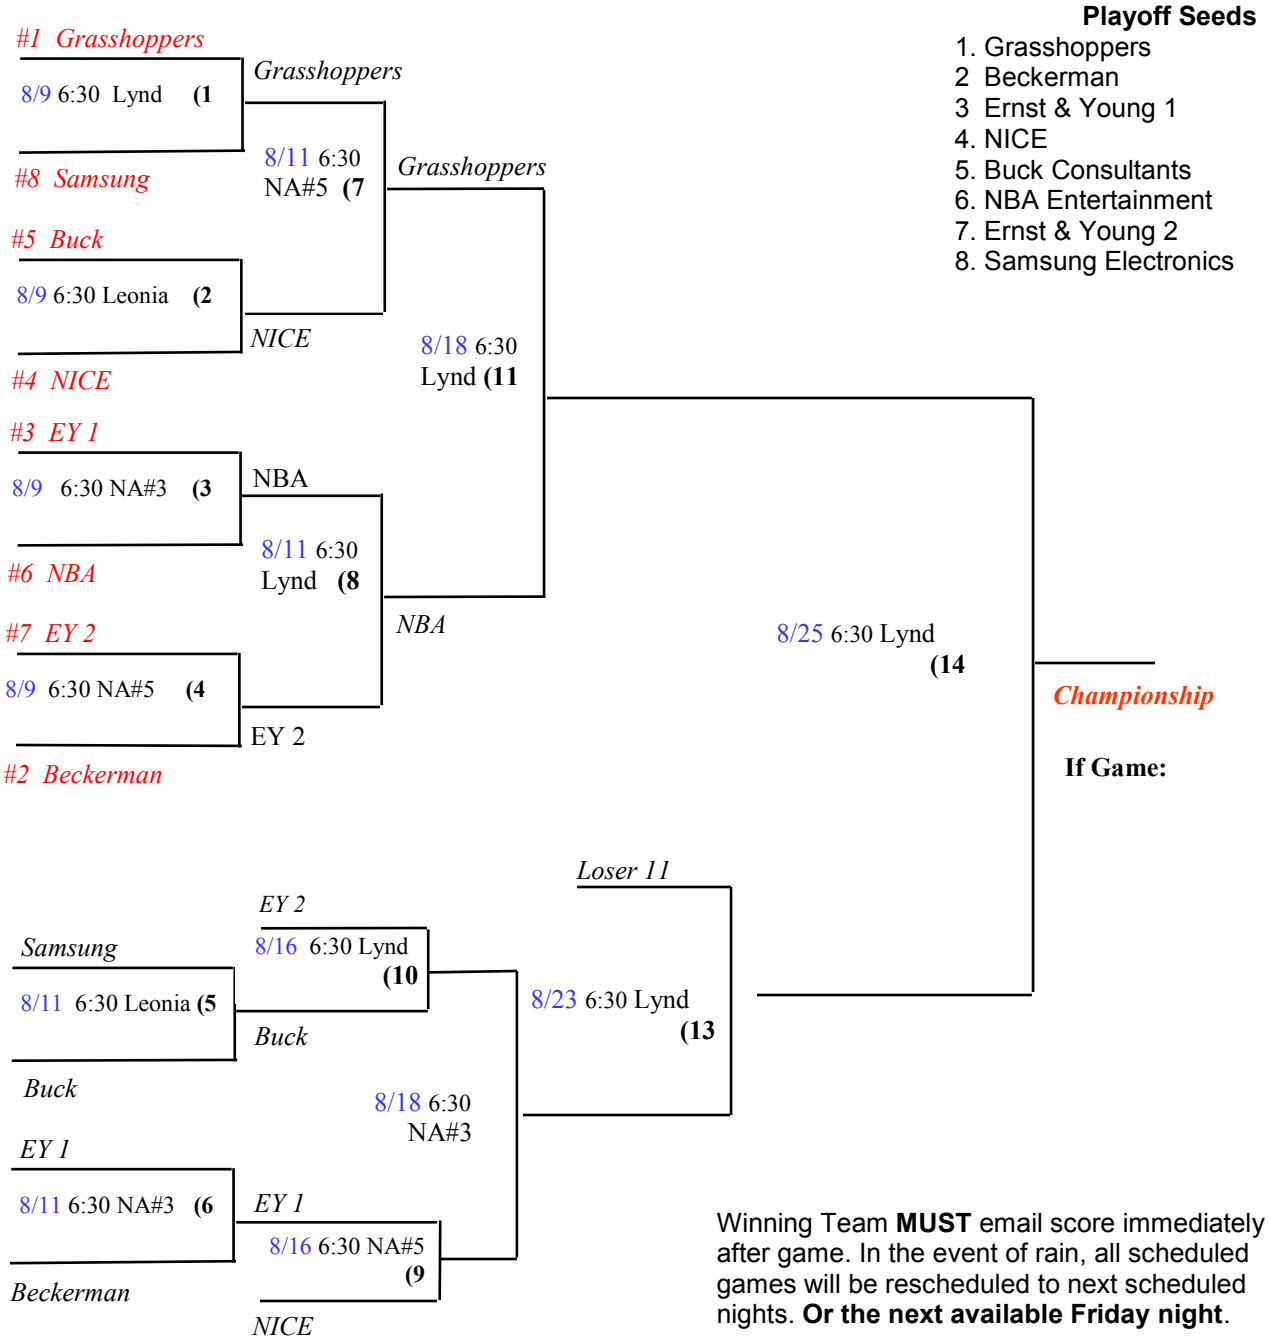 Playoff Seeds
1. Grasshoppers
2 Beckerman
3 Ernst & Young 1
4. NICE
5. Buck Consultants
6. NBA Entertainment
7. Ernst & Young 2
8. Samsung Electronics
#1 Grasshoppers
Grasshoppers
8/9 6:30 Lynd (1
8/11 6:30
NA#5 (7
Grasshoppers
#8 Samsung
#5 Buck
8/9 6:30 Leonia (2
NICE
8/18 6:30
Lynd (11
#4 NICE
#3 EY 1
NBA
8/9 6:30 NA#3 (3
8/11 6:30
Lynd (8
#6 NBA
NBA
#7 EY 2
8/25 6:30 Lynd
(14
8/9 6:30 NA#5 (4
Championship
EY 2
#2 Beckerman
If Game:
Loser 11
EY 2
Samsung
8/16 6:30 Lynd
(10
8/11 6:30 Leonia (5
8/23 6:30 Lynd
(13
Buck
Buck
8/18 6:30
NA#3
EY 1
8/11 6:30 NA#3 (6
EY 1
8/16 6:30 NA#5
(9
Beckerman
NICE
Winning Team MUST email score immediately
after game. In the event of rain, all scheduled
games will be rescheduled to next scheduled
nights. Or the next available Friday night.